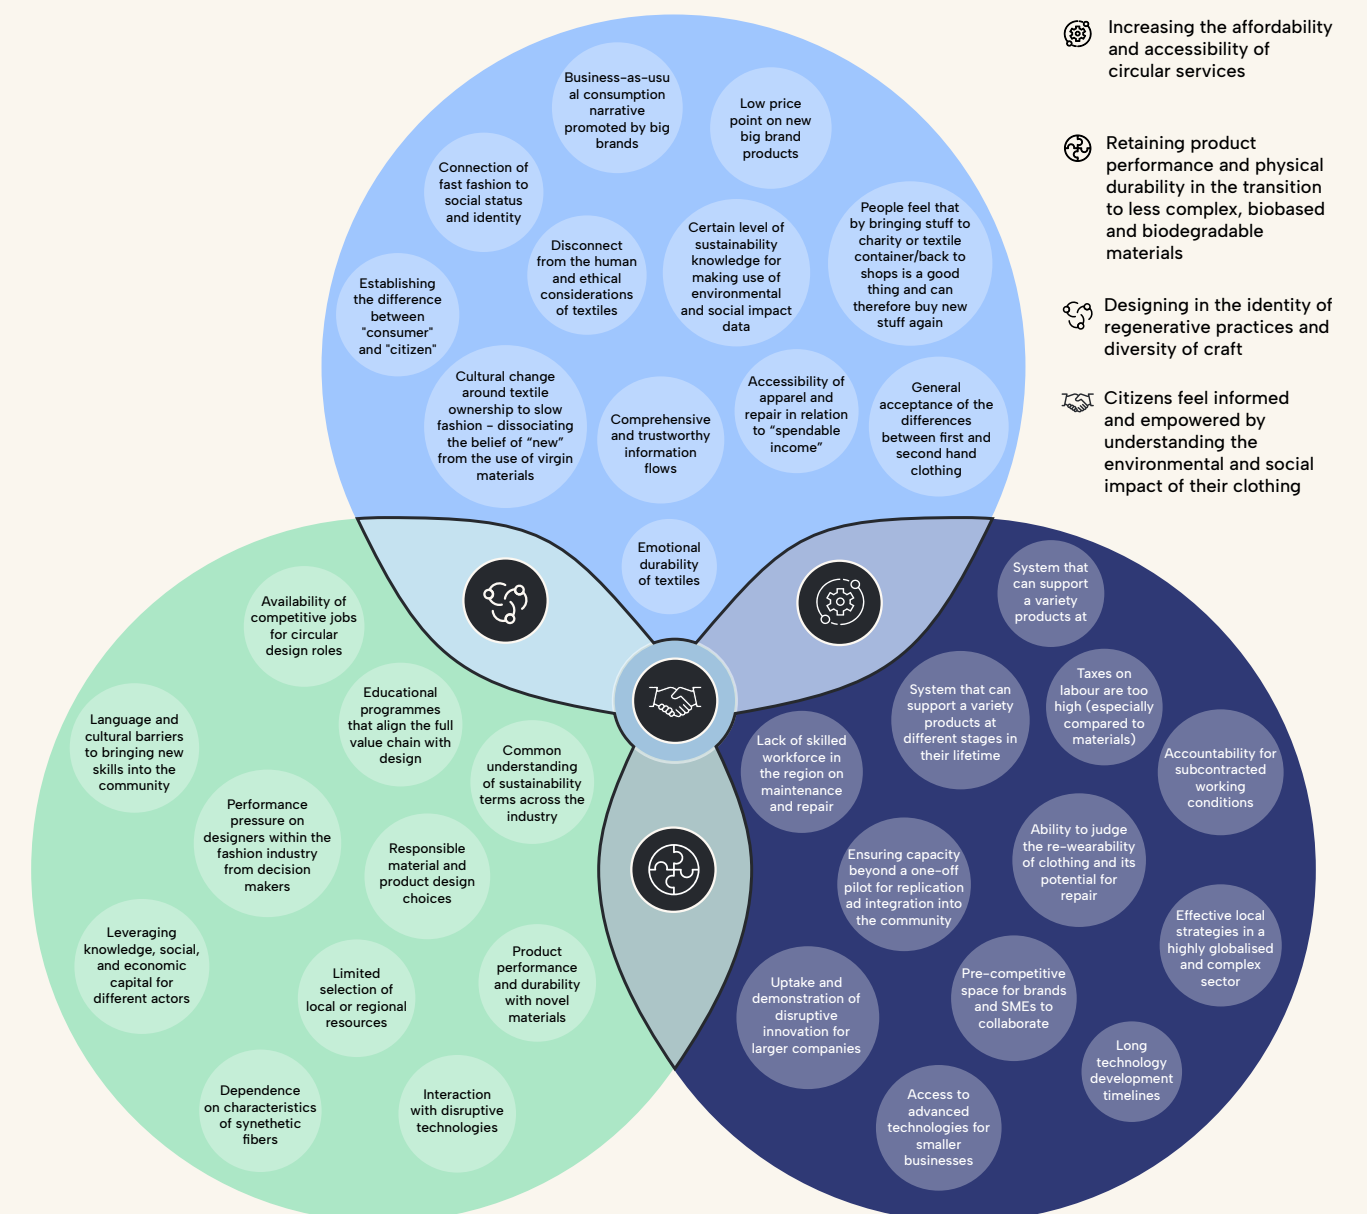 Increasing the affordability
and accessibility of
circular services
Retaining product
performance and physical
durability in the transition
to less complex, biobased
and biodegradable
materials
Designing in the identity of
regenerative practices and
diversity of craft
Citizens feel informed
and empowered by
understanding the
environmental and social
impact of their clothing
Business-as-usu
al consumption
narrative
promoted by big
brands
Low price
point on new
big brand
products
Connection of
fast fashion to
social status
and identity
People feel that
by bringing stuff to
charity or textile
container/back to
shops is a good
thing and can
therefore buy new
stuff again
Disconnect
from the human
and ethical
considerations
of textiles
Certain level of
sustainability
knowledge for
making use of
environmental
and social impact
data
Establishing
the difference
between
"consumer"
and "citizen"
Cultural change
around textile
ownership to slow
fashion - dissociating
the belief of “new”
from the use of virgin
materials
Comprehensive
and trustworthy
information
flows
Accessibility of
apparel and
repair in relation
to “spendable
income”
General
acceptance of the
differences
between first and
second hand
clothing
Emotional
durability
of textiles
Availability of
competitive jobs
for circular
design roles
Educational
programmes
that align the full
value chain with
design
Language and
cultural barriers
to bringing new
skills into the
community
Common
understanding
of sustainability
terms across the
industry
Performance
pressure on
designers within the
fashion industry
from decision
makers
Responsible
material and
product design
choices
Leveraging
knowledge, social,
and economic
capital for
different actors
Limited
selection of
local or regional
resources
Product
performance
and durability
with novel
materials
Dependence
on characteristics
of synethetic
fibers
Interaction
with disruptive
technologies
System that
can support
a variety
products at
System that can
support a variety
products at
different stages in
their lifetime
Taxes on
labour are too
high (especially
compared to
materials)
Lack of skilled
workforce in
the region on
maintenance
and repair
Accountability for
subcontracted
working
conditions
Ensuring capacity
beyond a one-off
pilot for replication
ad integration into
the community
Ability to judge
the re-wearability
of clothing and its
potential for
repair
Effective local
strategies in a
highly globalised
and complex
sector
Uptake and
demonstration of
disruptive
innovation for
larger companies
Pre-competitive
space for brands
and SMEs to
collaborate
Long
technology
development
timelines
Access to
advanced
technologies for
smaller
businesses